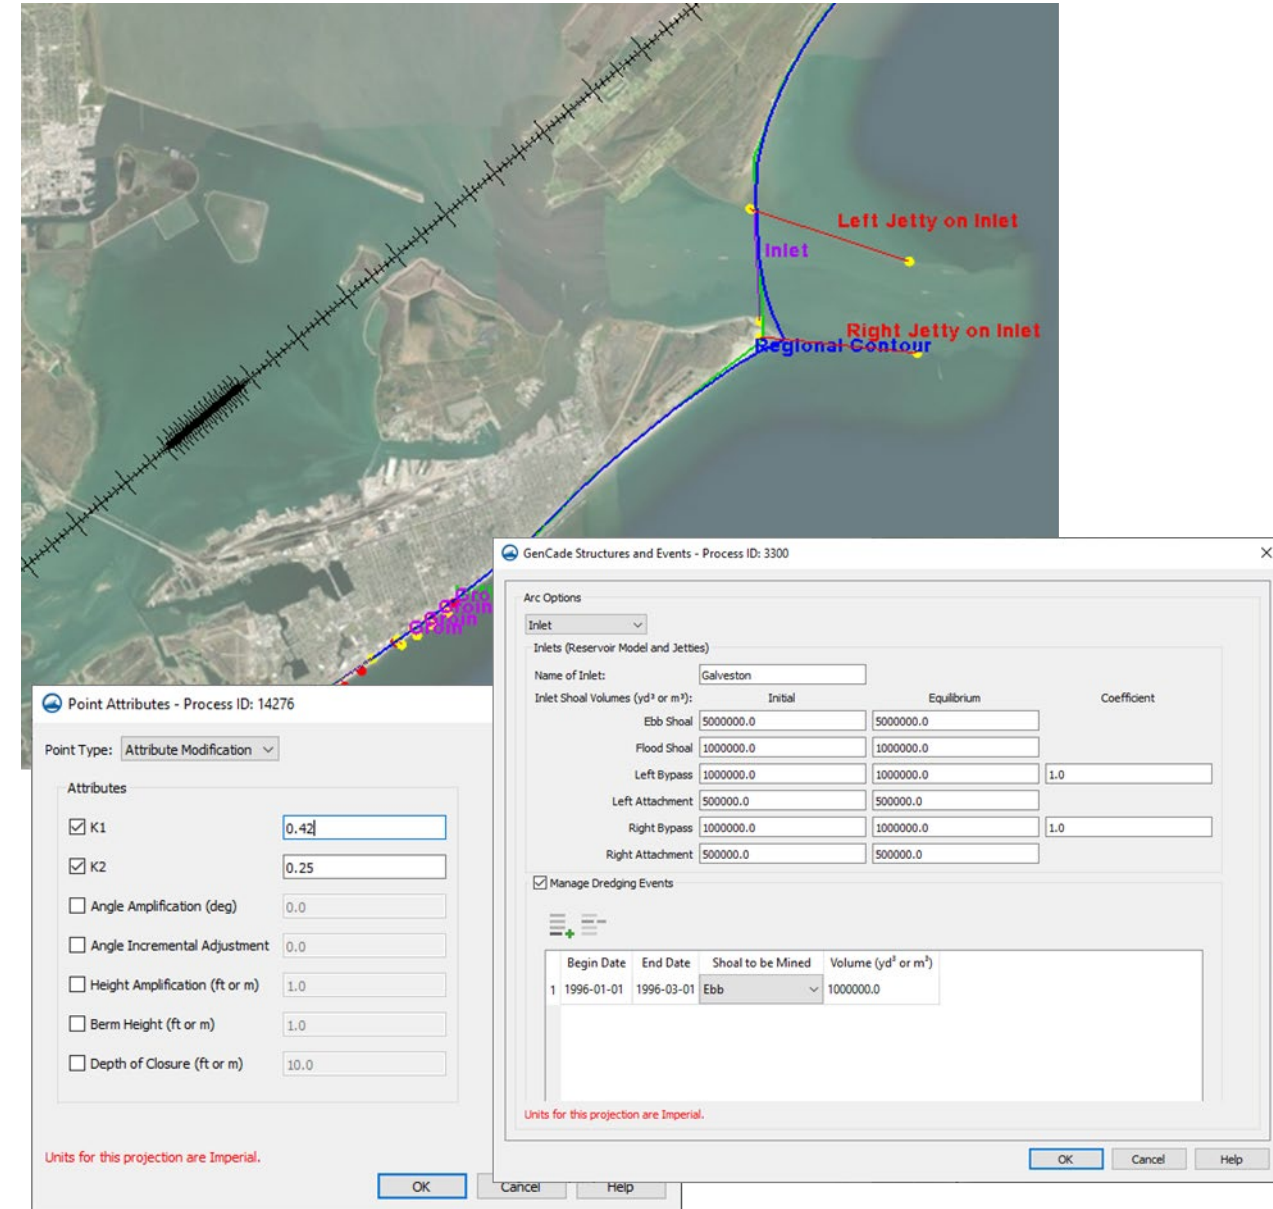 Left Jetty on Inlet
Inlet
Right Jetty on Inlet
Regional Contour
Groin
Groin
GenCade Structures and Events - Process ID: 3300
Arc Options
Inlet
Inlets (Reservoir Model and Jetties)
Name of Inlet: Galveston
Inlet Shoal Volumes (yd³ or m³): Initial Equilibrium Coefficient
Ebb Shoal 5000000.0 5000000.0
Flood Shoal 1000000.0 1000000.0
Left Bypass 1000000.0 1000000.0 1.0
Left Attachment 500000.0 500000.0
Right Bypass 1000000.0 1000000.0 1.0
Right Attachment 500000.0 500000.0
Manage Dredging Events
Begin Date End Date Shoal to be Mined Volume (yd³ or m³)
1 1996-01-01 1996-03-01 Ebb 1000000.0
Units for this projection are Imperial.
OK Cancel Help
Point Attributes - Process ID: 14276
Point Type: Attribute Modification
Attributes
K1 0.42
K2 0.25
Angle Amplification (deg) 0.0
Angle Incremental Adjustment 0.0
Height Amplification (ft or m) 1.0
Berm Height (ft or m) 1.0
Depth of Closure (ft or m) 10.0
Units for this projection are Imperial.
OK Cancel Help